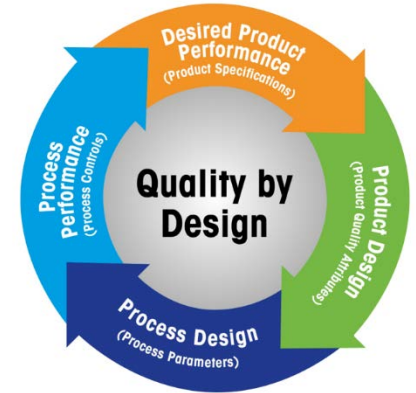 Quality by
Design
Desired Product
Performance
(Product Specifications)
Product Design
(Product Quality Attributes)
Process Design
(Process Parameters)
Process
Performance
(Process Controls)